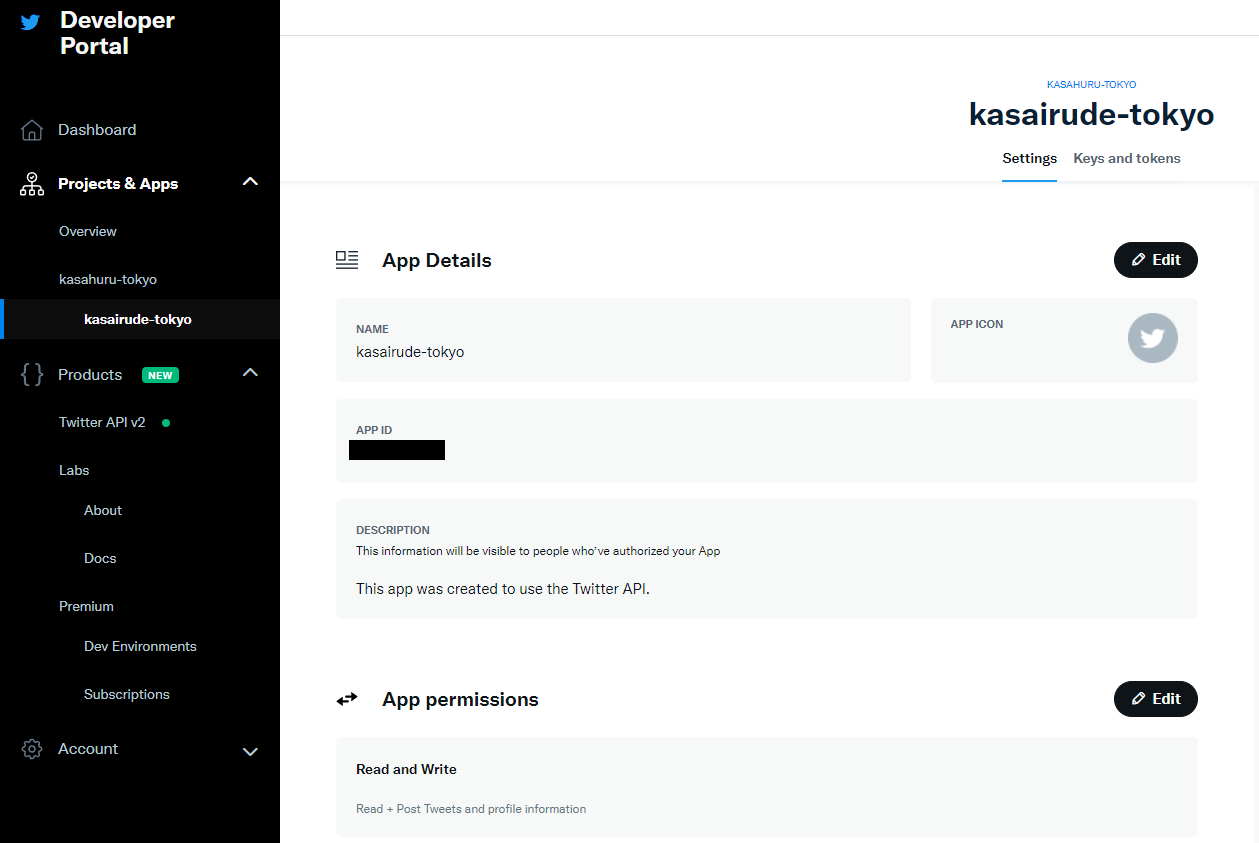 Developer
Portal
Dashboard
Projects & Apps
Overview
kasahuru-tokyo
kasairude-tokyo
Products NEW
Twitter API v2
Labs
About
Docs
Premium
Dev Environments
Subscriptions
Account
KASAHURU-TOKYO
kasairude-tokyo
Settings Keys and tokens
App Details Edit
NAME
kasairude-tokyo
APP ICON
APP ID
DESCRIPTION
This information will be visible to people who've authorized your App
This app was created to use the Twitter API.
App permissions Edit
Read and Write
Read + Post Tweets and profile information